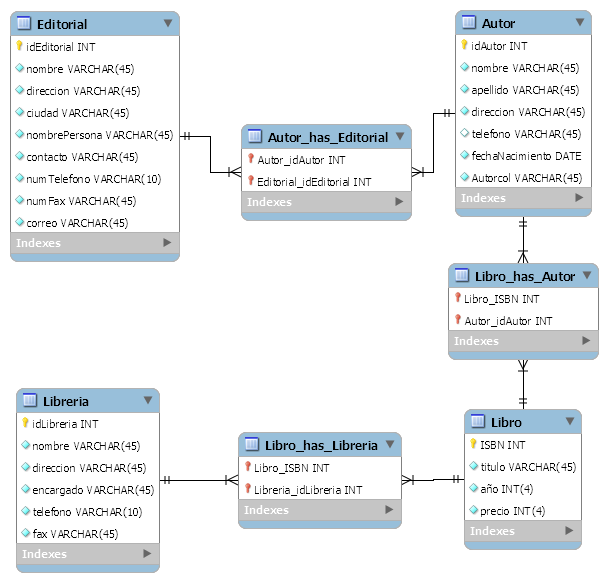 Editorial
idEditorial INT
nombre VARCHAR(45)
direccion VARCHAR(45)
ciudad VARCHAR(45)
nombrePersona VARCHAR(45)
contacto VARCHAR(45)
numTelefono VARCHAR(10)
numFax VARCHAR(45)
correo VARCHAR(45)
Indexes
Autor_has_Editorial
Autor_idAutor INT
Editorial_idEditorial INT
Indexes
Autor
idAutor INT
nombre VARCHAR(45)
apellido VARCHAR(45)
direccion VARCHAR(45)
telefono VARCHAR(45)
fechaNacimiento DATE
Autorcol VARCHAR(45)
Indexes
Libro_has_Autor
Libro_ISBN INT
Autor_idAutor INT
Indexes
Libreria
idLibreria INT
nombre VARCHAR(45)
direccion VARCHAR(45)
encargado VARCHAR(45)
telefono VARCHAR(10)
fax VARCHAR(45)
Indexes
Libro_has_Libreria
Libro_ISBN INT
Libreria_idLibreria INT
Indexes
Libro
ISBN INT
titulo VARCHAR(45)
año INT(4)
precio INT(4)
Indexes